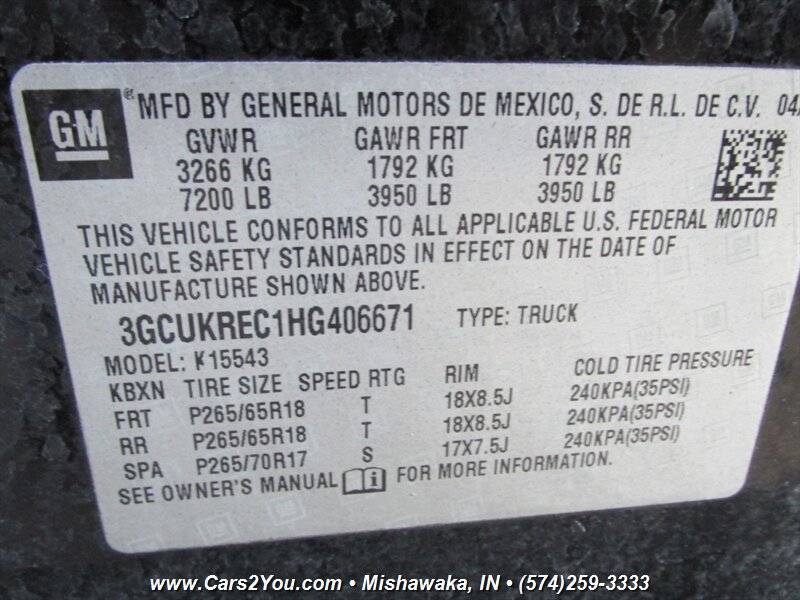 GM
® MFD BY GENERAL MOTORS DE MEXICO, S. DE R.L. DE C.V. 04/
GVWR GAWR FRT GAWR RR
3266 KG 1792 KG 1792 KG
7200 LB 3950 LB 3950 LB
THIS VEHICLE CONFORMS TO ALL APPLICABLE U.S. FEDERAL MOTOR
VEHICLE SAFETY STANDARDS IN EFFECT ON THE DATE OF
MANUFACTURE SHOWN ABOVE.
3GCUKREC1HG406671 TYPE: TRUCK
MODEL: K15543
KBXN TIRE SIZE SPEED RTG RIM COLD TIRE PRESSURE
FRT P265/65R18 T 18X8.5J 240KPA(35PSI)
RR P265/65R18 T 18X8.5J 240KPA(35PSI)
SPA P265/70R17 S 17X7.5J 240KPA(35PSI)
SEE OWNER'S MANUAL i FOR MORE INFORMATION.
www.Cars2You.com • Mishawaka, IN • (574)259-3333